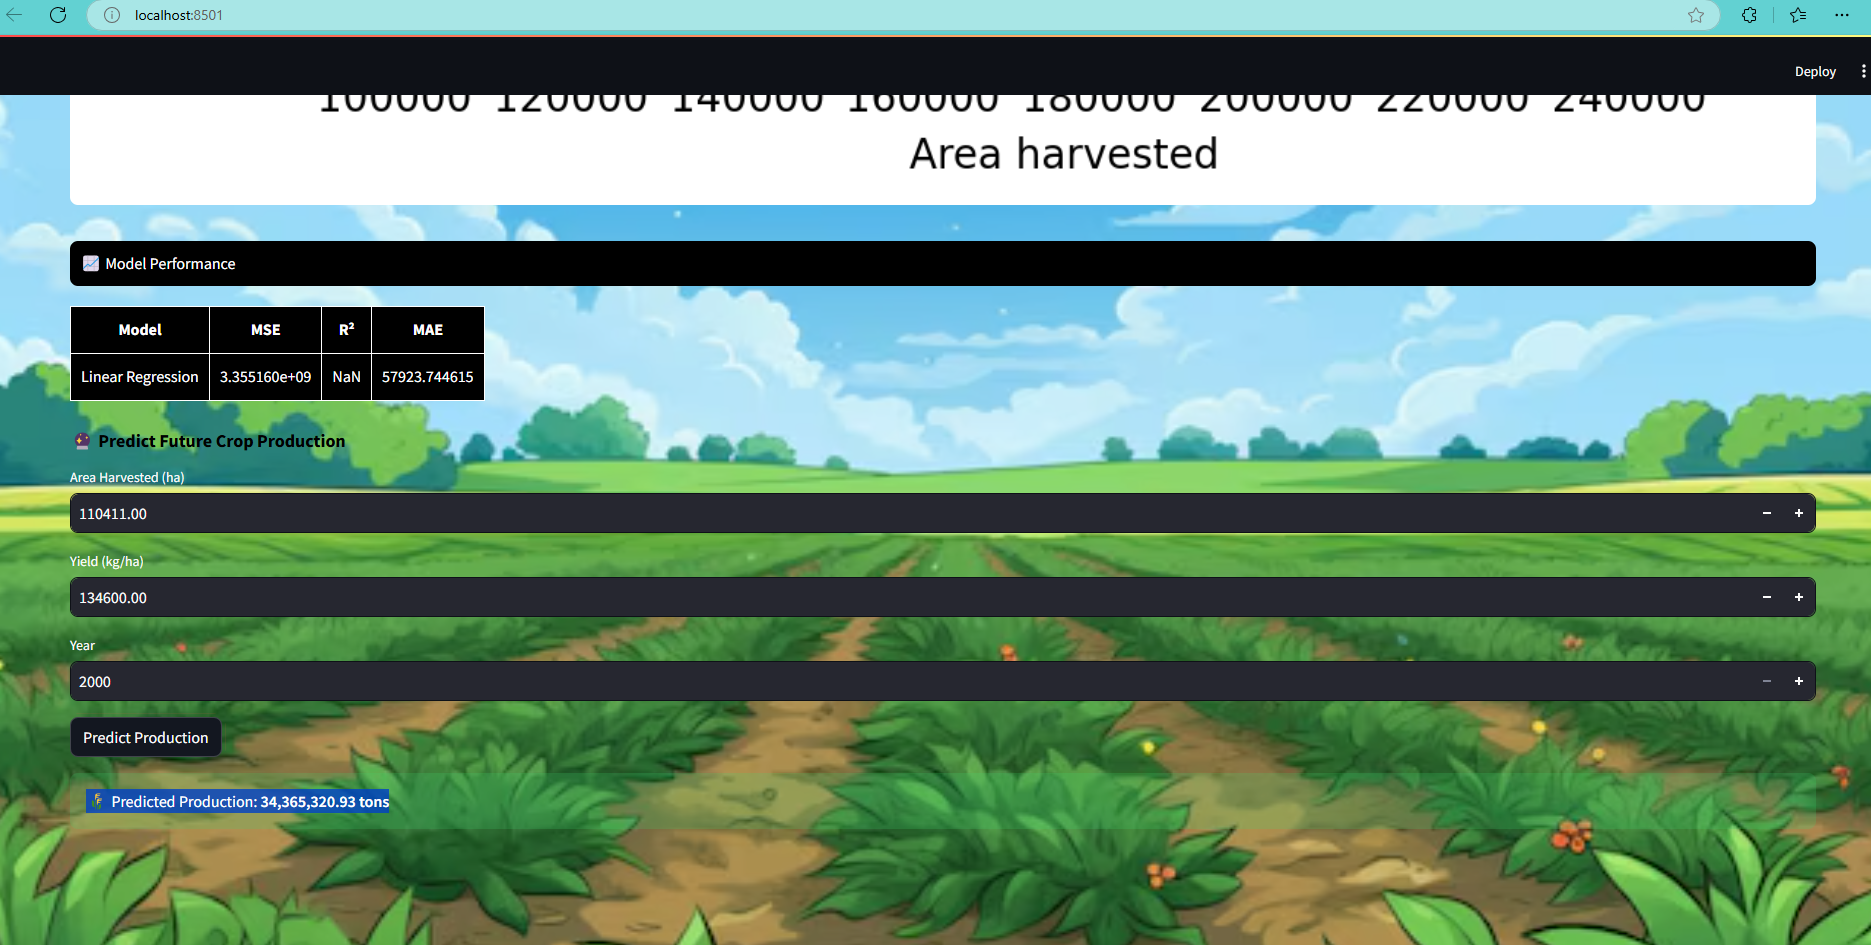 localhost:8501
Deploy
100000 120000 140000 160000 180000 200000 220000 240000
Area harvested
Model Performance
Model MSE R² MAE
Linear Regression 3.355160e+09 NaN 57923.744615
Predict Future Crop Production
Area Harvested (ha)
110411.00
Yield (kg/ha)
134600.00
Year
2000
Predict Production
Predicted Production: 34,365,320.93 tons